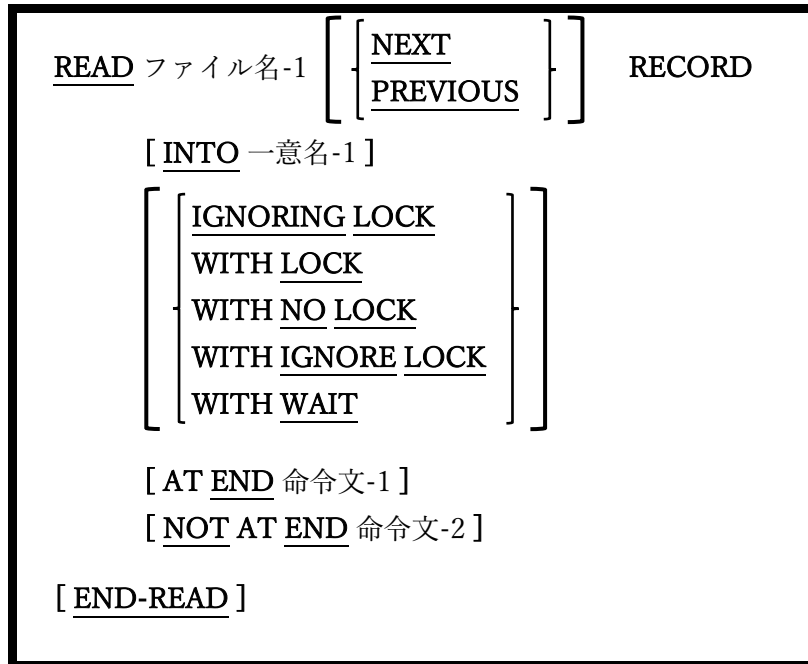 READ ファイル名-1 [ { NEXT
PREVIOUS } ] RECORD
[ INTO 一意名-1 ]
IGNORING LOCK
WITH LOCK
WITH NO LOCK
WITH IGNORE LOCK
WITH WAIT
[ AT END 命令文-1 ]
[ NOT AT END 命令文-2 ]
[ END-READ ]